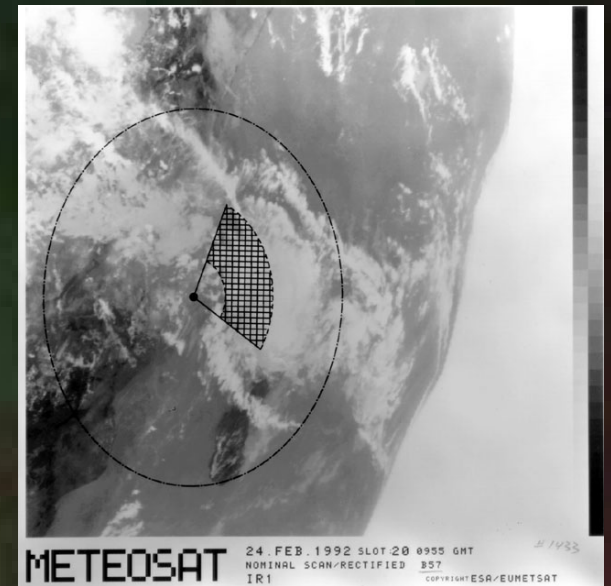 METEOSAT
24.FEB.1992 SLOT 20 0955 GMT
NOMINAL SCAN/RECTIFIED B57
IR1 COPYRIGHT ESA/EUMETSAT
#1433